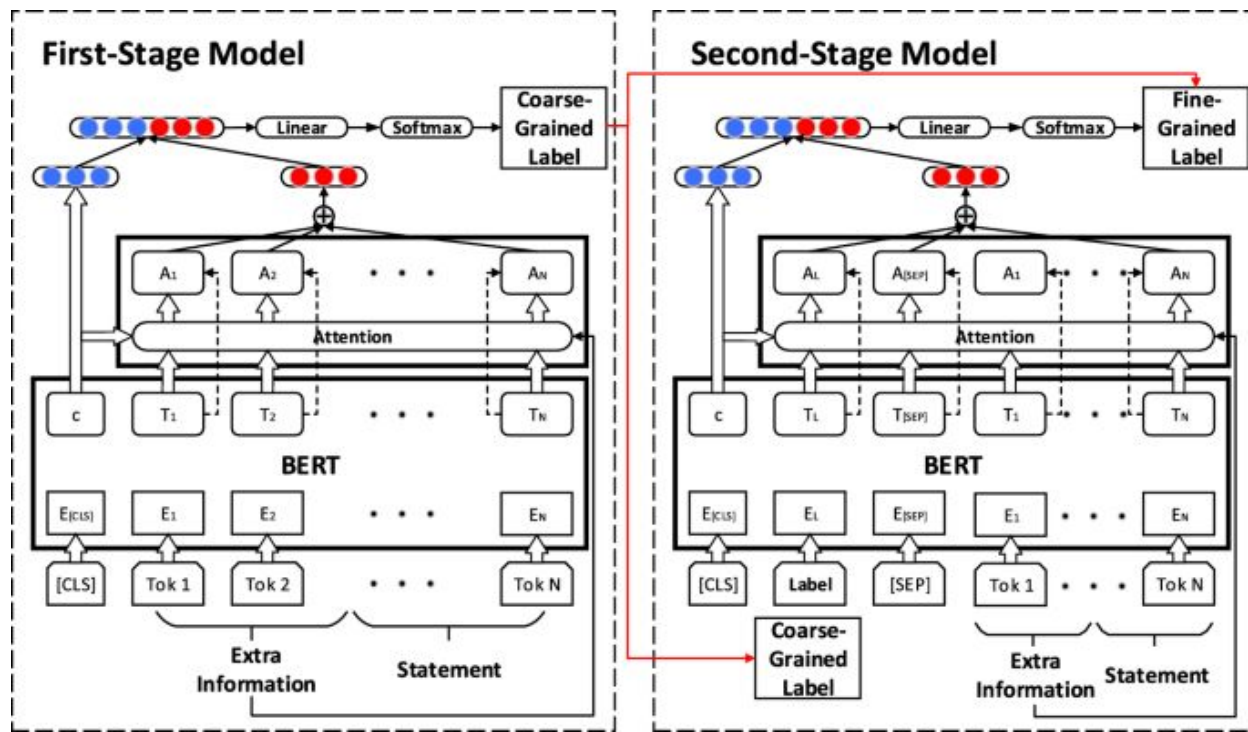 First-Stage Model
Coarse-
Grained
Label
Linear
Softmax
A1
A2
• • •
AN
Attention
C
T1
T2
• • •
TN
BERT
E[CLS]
E1
E2
• • •
EN
[CLS]
Tok 1
Tok 2
• • •
Tok N
Extra
Information
Statement
Second-Stage Model
Fine-
Grained
Label
Linear
Softmax
AL
A[SEP]
A1
• • •
AN
Attention
C
TL
T[SEP]
T1
• • •
TN
BERT
E[CLS]
EL
E[SEP]
E1
• • •
EN
[CLS]
Label
[SEP]
Tok 1
• • •
Tok N
Coarse-
Grained
Label
Extra
Information
Statement